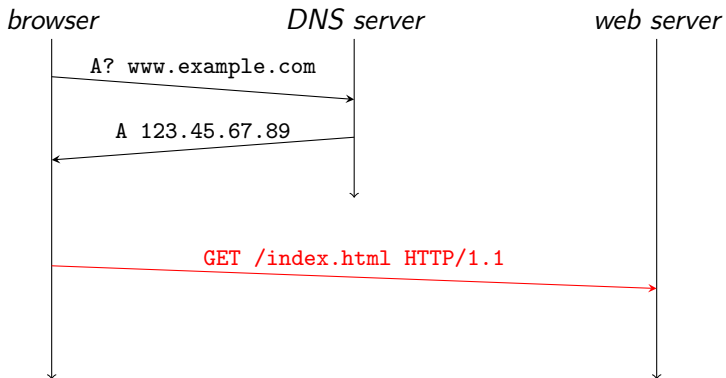 browser DNS server web server
A? www.example.com
A 123.45.67.89
GET /index.html HTTP/1.1